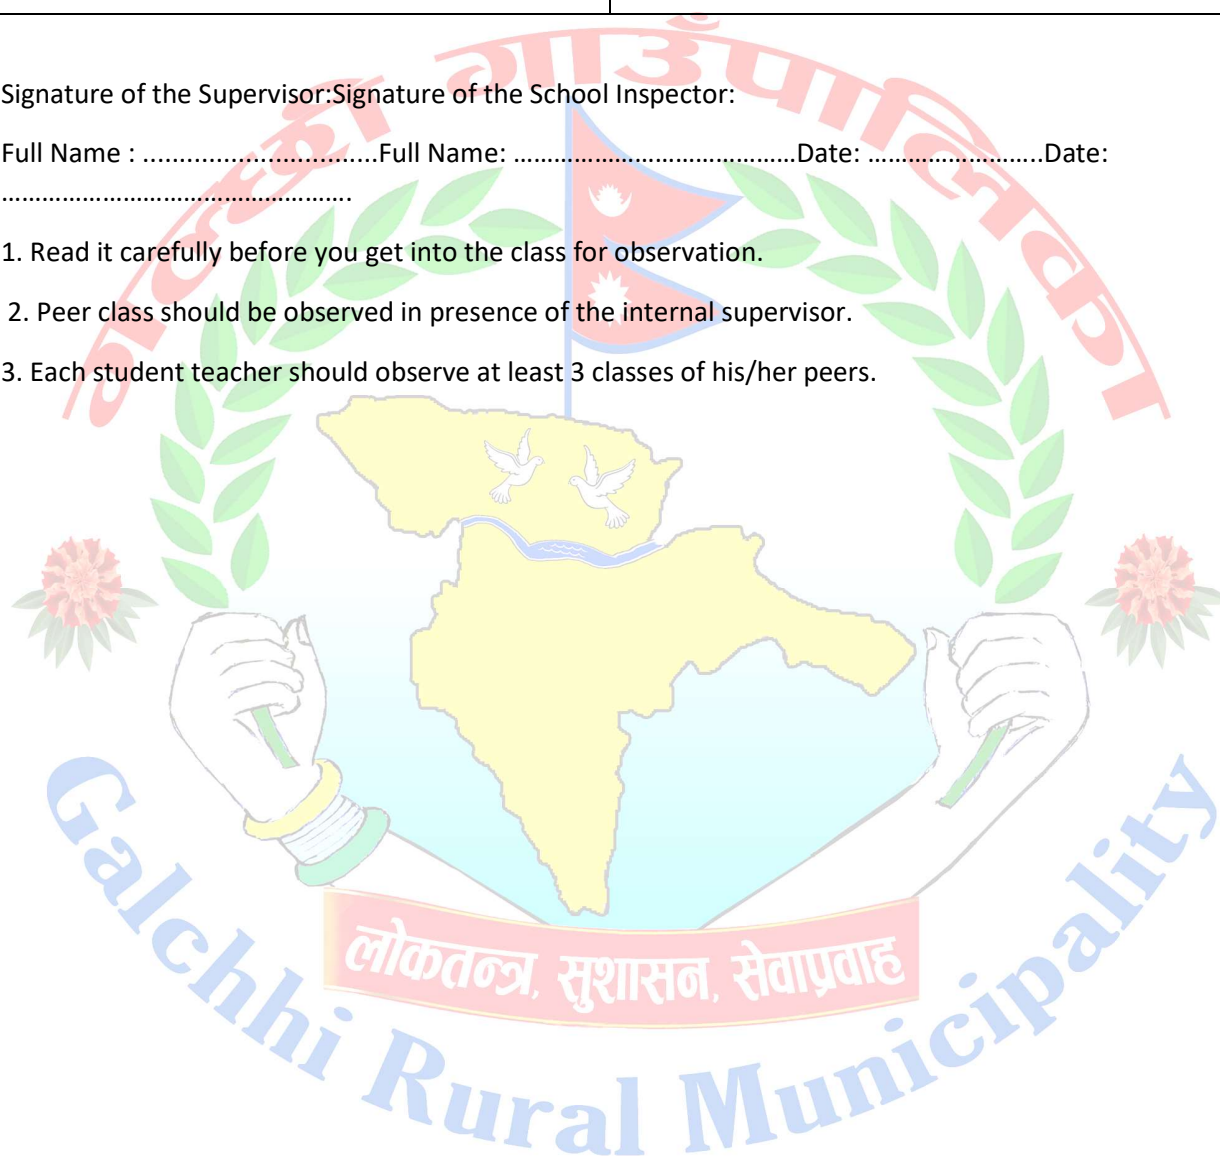 गल्छी गाउँपालिका
Signature of the Supervisor:Signature of the School Inspector:
Full Name : ................................Full Name: ……………………………………Date: ……………………..Date:
…………………………………………….
1. Read it carefully before you get into the class for observation.
2. Peer class should be observed in presence of the internal supervisor.
3. Each student teacher should observe at least 3 classes of his/her peers.
लोकतन्त्र, सुशासन, सेवाप्रवाह
Galchhi Rural Municipality